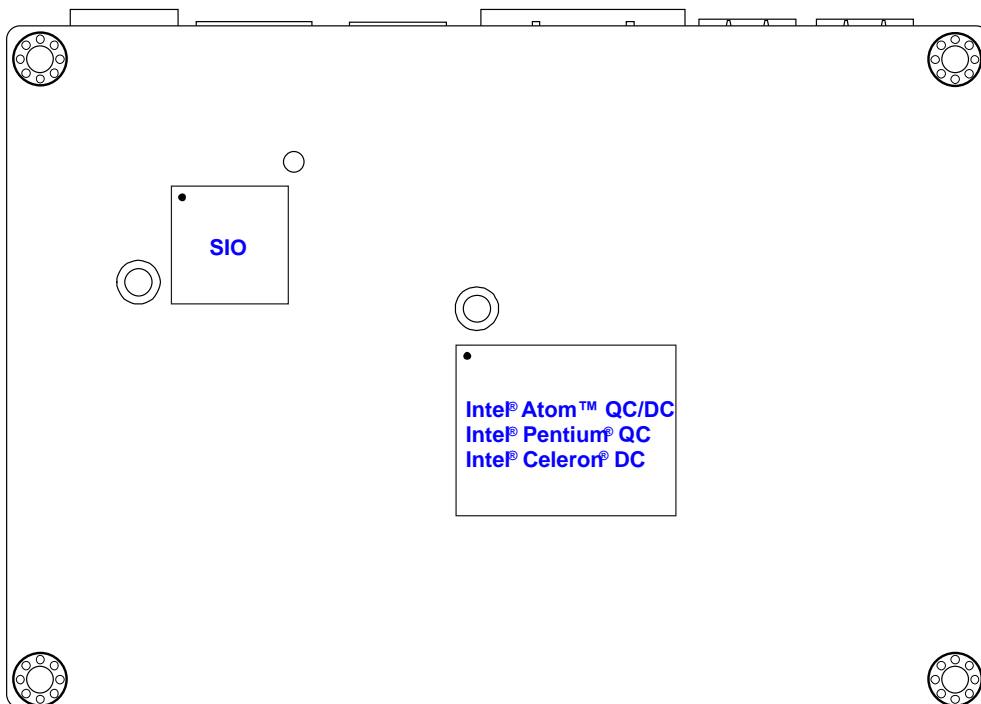 SIO
Intel® Atom™ QC/DC
Intel® Pentium® QC
Intel® Celeron® DC